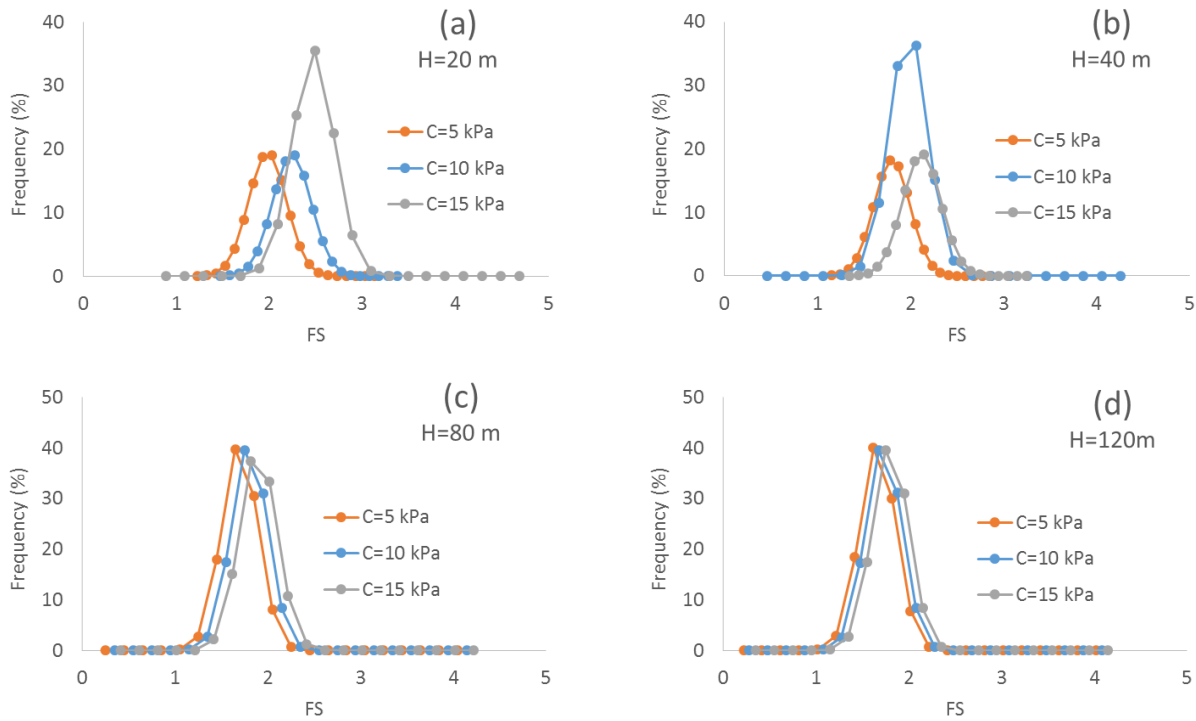 (a)
H=20 m
40
30
20
10
0
Frequency (%)
C=5 kPa
C=10 kPa
C=15 kPa
0 1 2 3 4 5
FS
(b)
H=40 m
40
30
20
10
0
Frequency (%)
C=5 kPa
C=10 kPa
C=15 kPa
0 1 2 3 4 5
FS
(c)
H=80 m
50
40
30
20
10
0
Frequency (%)
C=5 kPa
C=10 kPa
C=15 kPa
0 1 2 3 4 5
FS
(d)
H=120m
50
40
30
20
10
0
Frequency (%)
C=5 kPa
C=10 kPa
C=15 kPa
0 1 2 3 4 5
FS